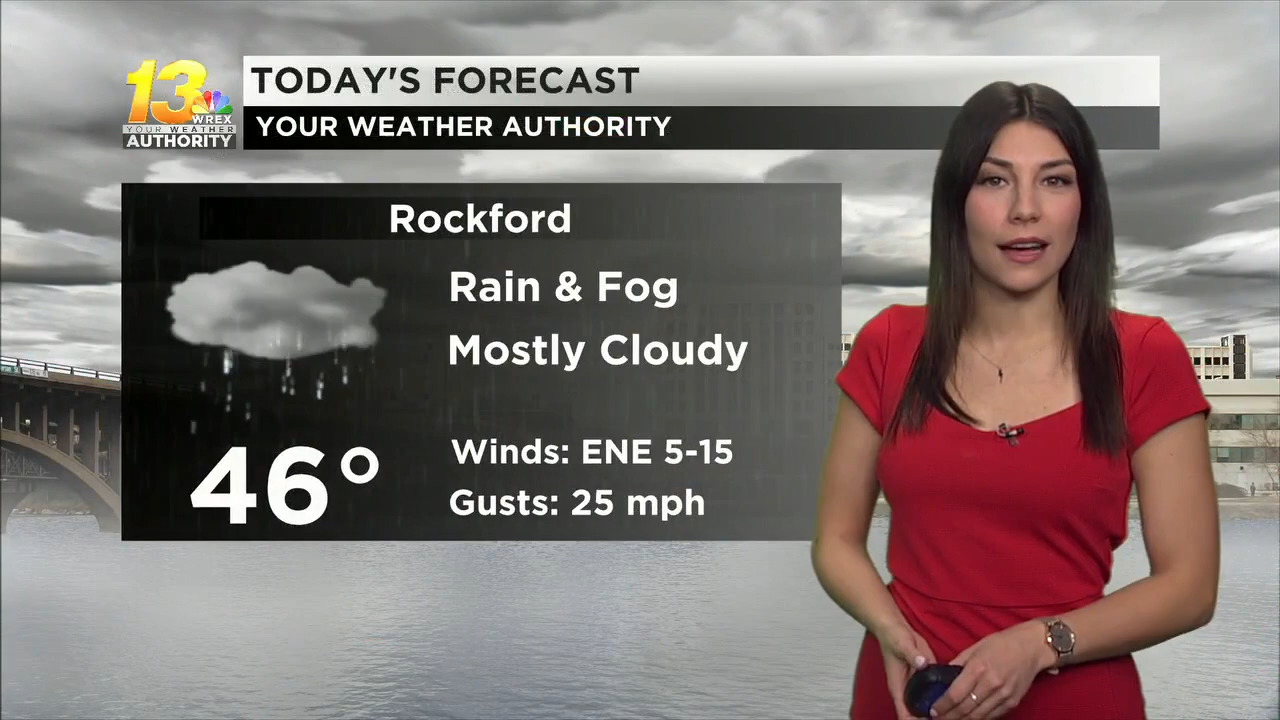 13
WREX
YOUR WEATHER
AUTHORITY
TODAY'S FORECAST
YOUR WEATHER AUTHORITY
Rockford
Rain & Fog
Mostly Cloudy
46°
Winds: ENE 5-15
Gusts: 25 mph